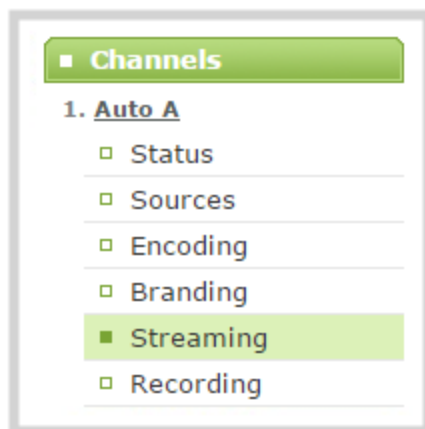 Channels
1. Auto A
Status
Sources
Encoding
Branding
Streaming
Recording